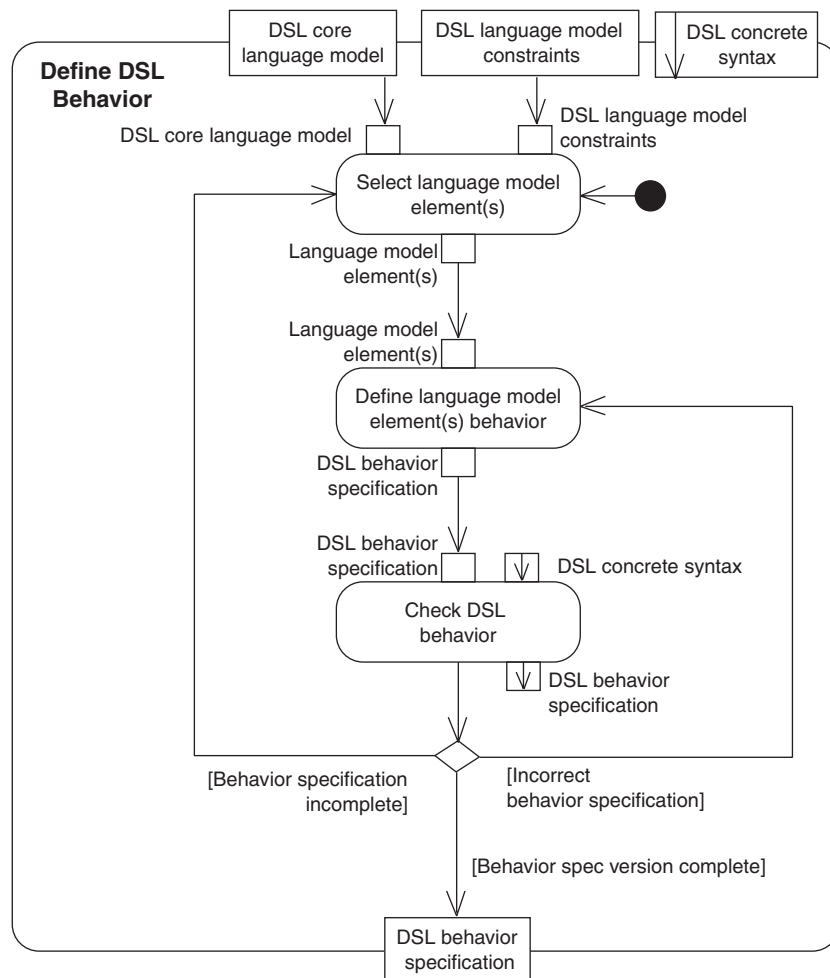 DSL core
language model
DSL language model
constraints
DSL concrete
syntax
Define DSL
Behavior
DSL core language model
DSL language model
constraints
Select language model
element(s)
Language model
element(s)
Language model
element(s)
Define language model
element(s) behavior
DSL behavior
specification
DSL behavior
specification
DSL concrete syntax
Check DSL
behavior
DSL behavior
specification
[Behavior specification
incomplete]
[Incorrect
behavior specification]
[Behavior spec version complete]
DSL behavior
specification